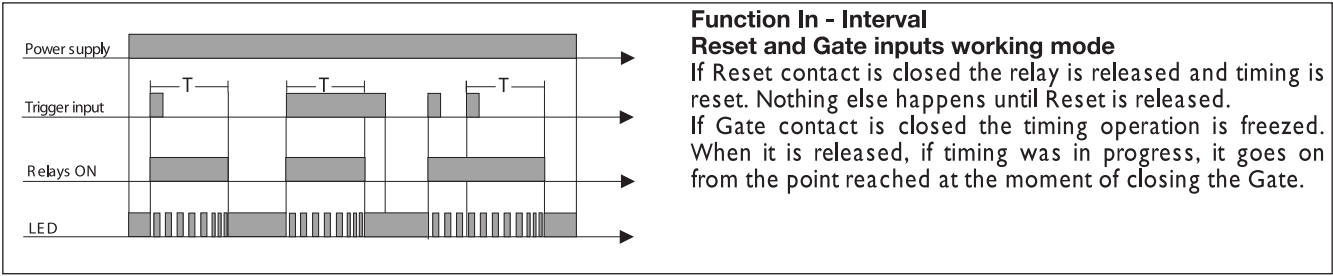 Power supply
Trigger input
Relays ON
LED
T
T
T
Function In - Interval
Reset and Gate inputs working mode
If Reset contact is closed the relay is released and timing is
reset. Nothing else happens until Reset is released.
If Gate contact is closed the timing operation is freezed.
When it is released, if timing was in progress, it goes on
from the point reached at the moment of closing the Gate.